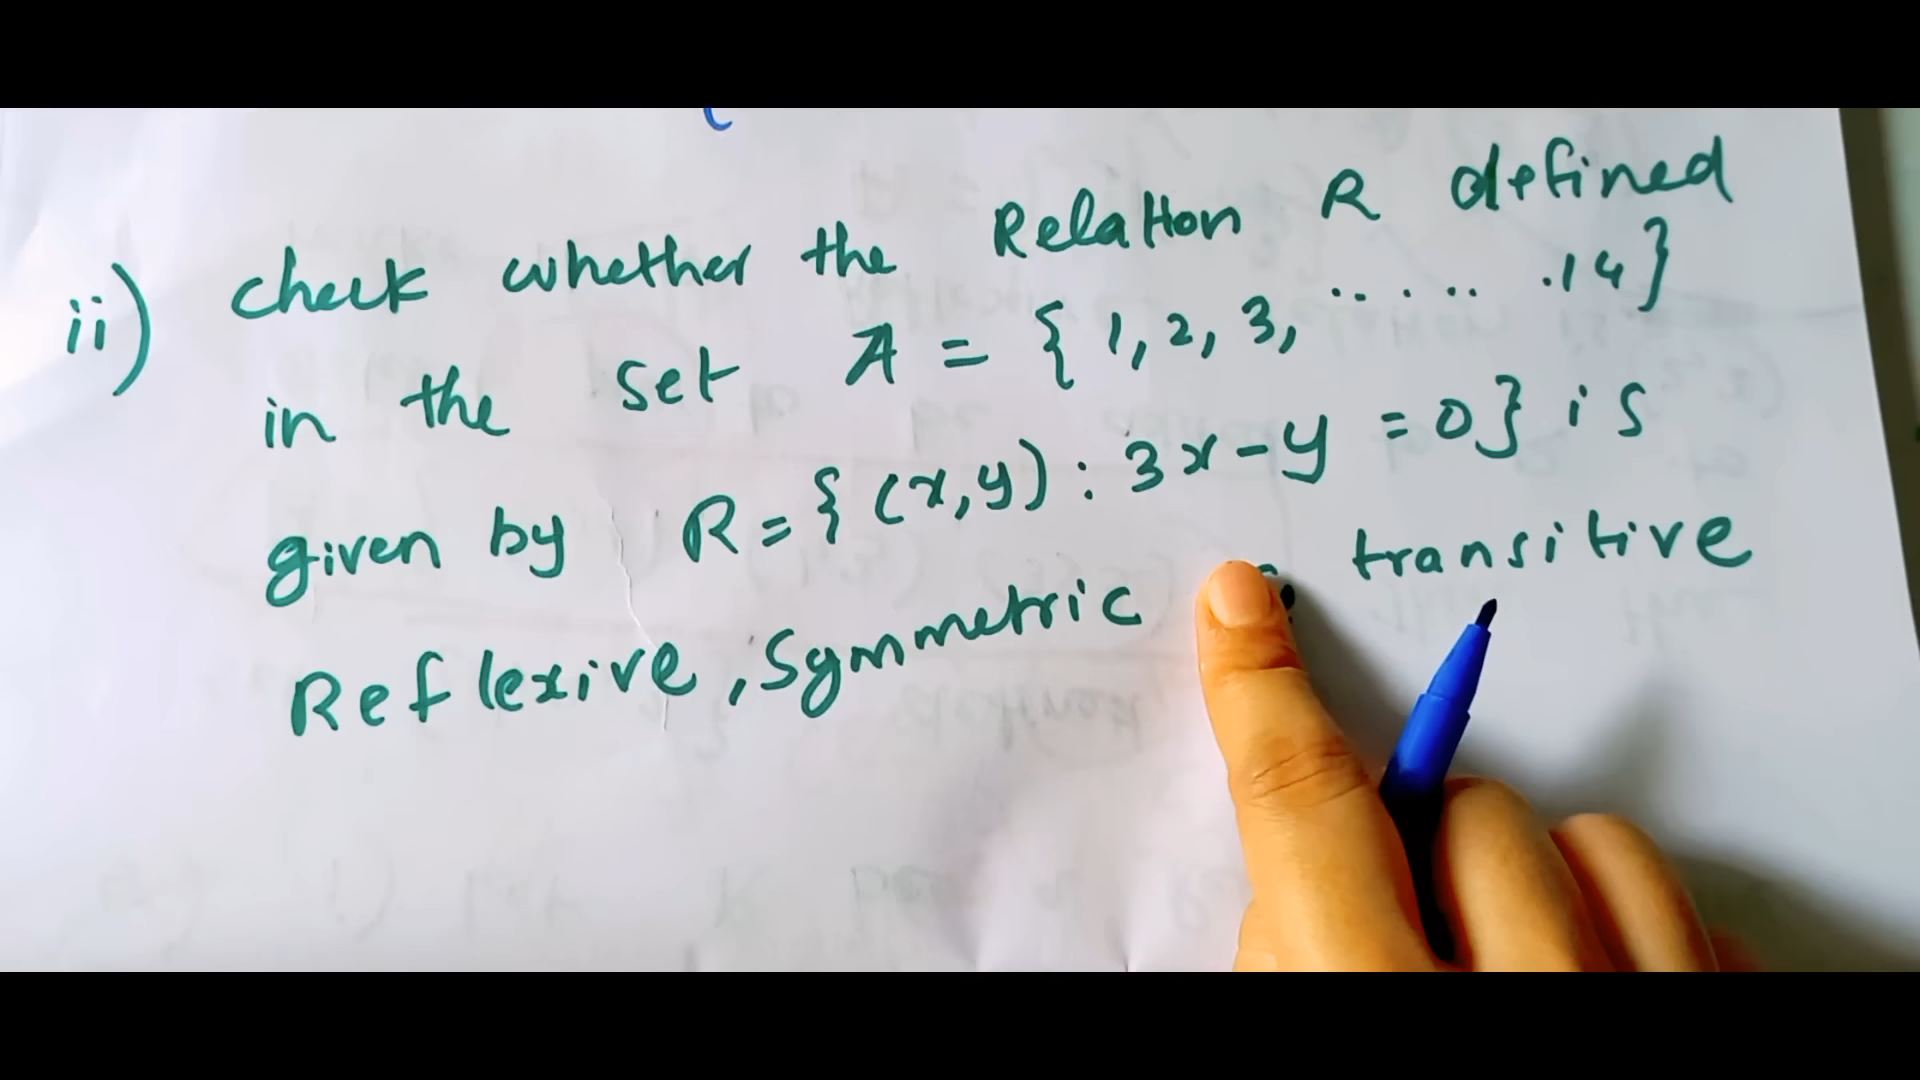 ii) check whether the Relation R defined
in the set A = { 1, 2, 3, ........ 14}
given by R = { (x, y) : 3x - y = 0} is
Reflexive, Symmetric transitive